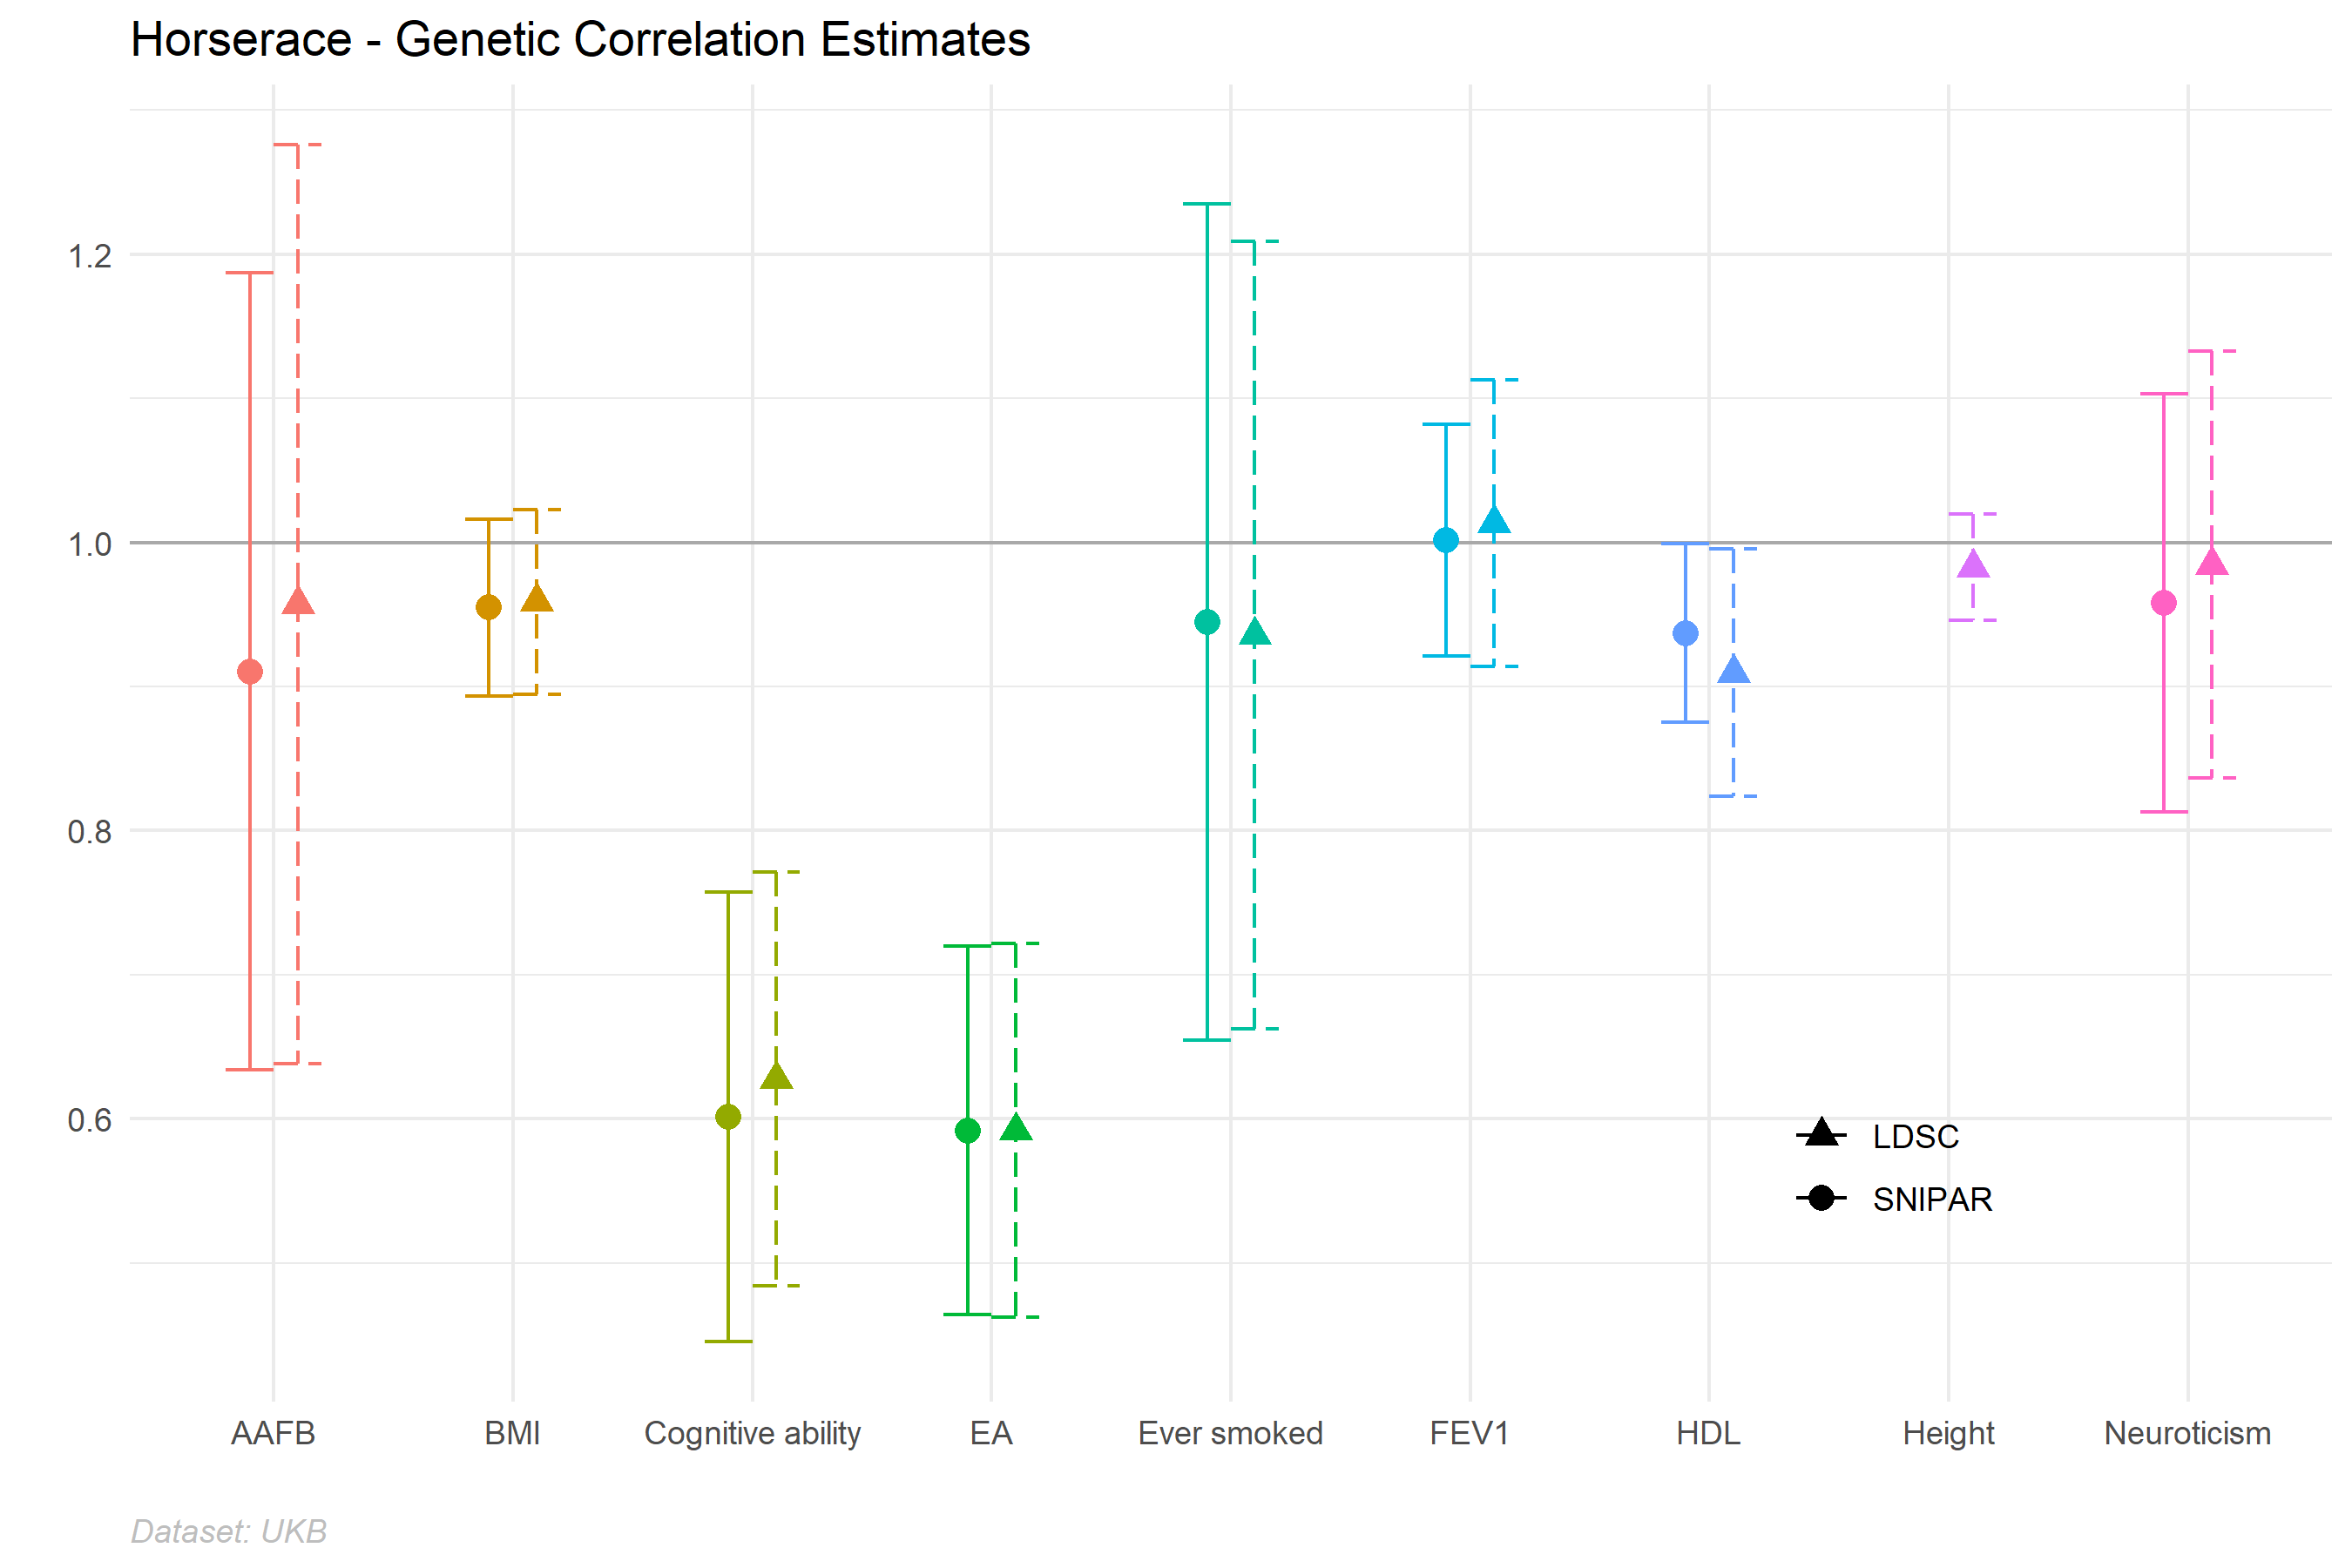 Horserace - Genetic Correlation Estimates
1.2
1.0
0.8
0.6
LDSC
SNIPAR
AAFB BMI Cognitive ability EA Ever smoked FEV1 HDL Height Neuroticism
Dataset: UKB